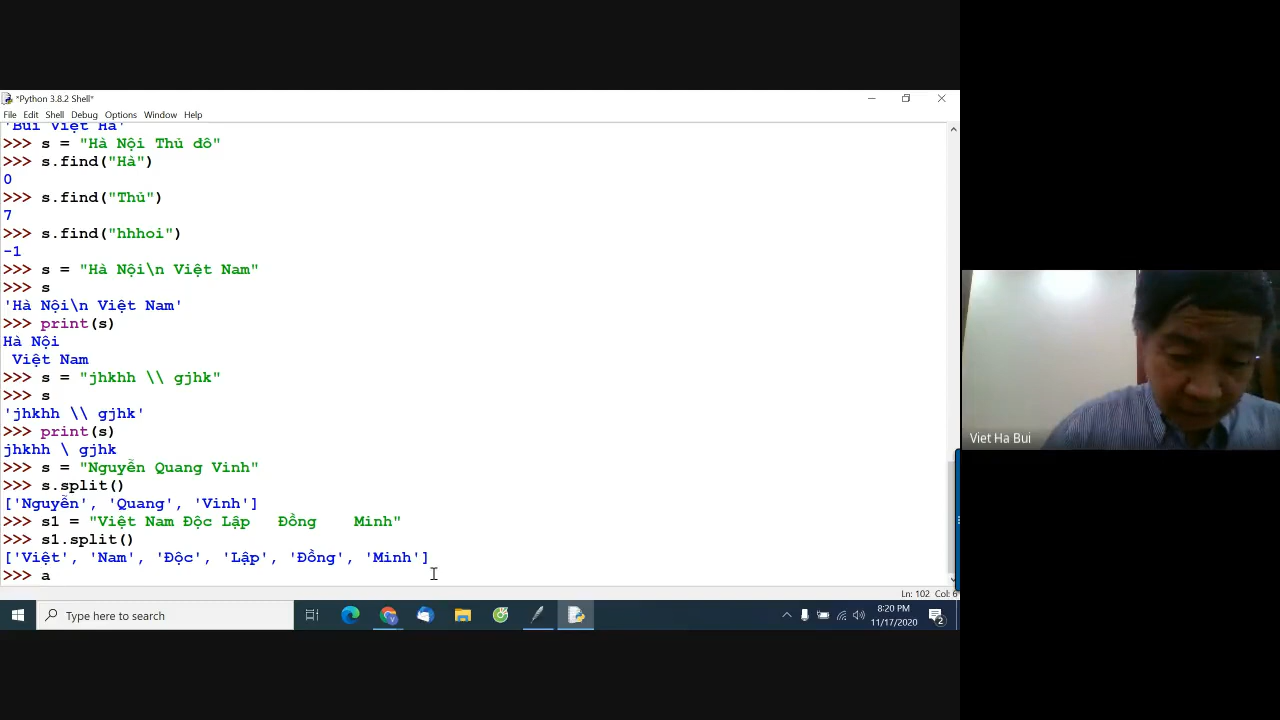 *Python 3.8.2 Shell*
File Edit Shell Debug Options Window Help
'Bùi Việt Hà'
>>> s = "Hà Nội Thủ đô"
>>> s.find("Hà")
0
>>> s.find("Thủ")
7
>>> s.find("hhhoi")
-1
>>> s = "Hà Nội\n Việt Nam"
>>> s
'Hà Nội\n Việt Nam'
>>> print(s)
Hà Nội
 Việt Nam
>>> s = "jhkhh \\ gjhk"
>>> s
'jhkhh \\ gjhk'
>>> print(s)
jhkhh \ gjhk
>>> s = "Nguyễn Quang Vinh"
>>> s.split()
['Nguyễn', 'Quang', 'Vinh']
>>> s1 = "Việt Nam Độc Lập   Đồng    Minh"
>>> s1.split()
['Việt', 'Nam', 'Độc', 'Lập', 'Đồng', 'Minh']
>>> a
Ln: 102 Col: 6
Type here to search
8:20 PM
11/17/2020
2
Viet Ha Bui